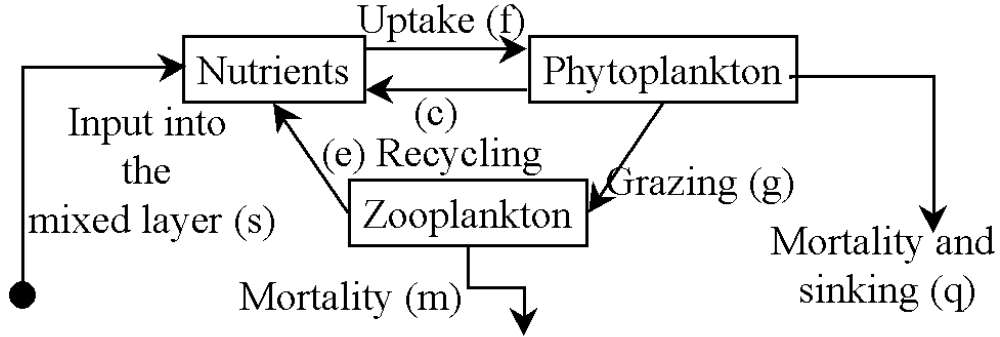 Uptake (f)
Nutrients
Phytoplankton
(c)
Input into
the
mixed layer (s)
(e) Recycling
Grazing (g)
Zooplankton
Mortality (m)
Mortality and
sinking (q)